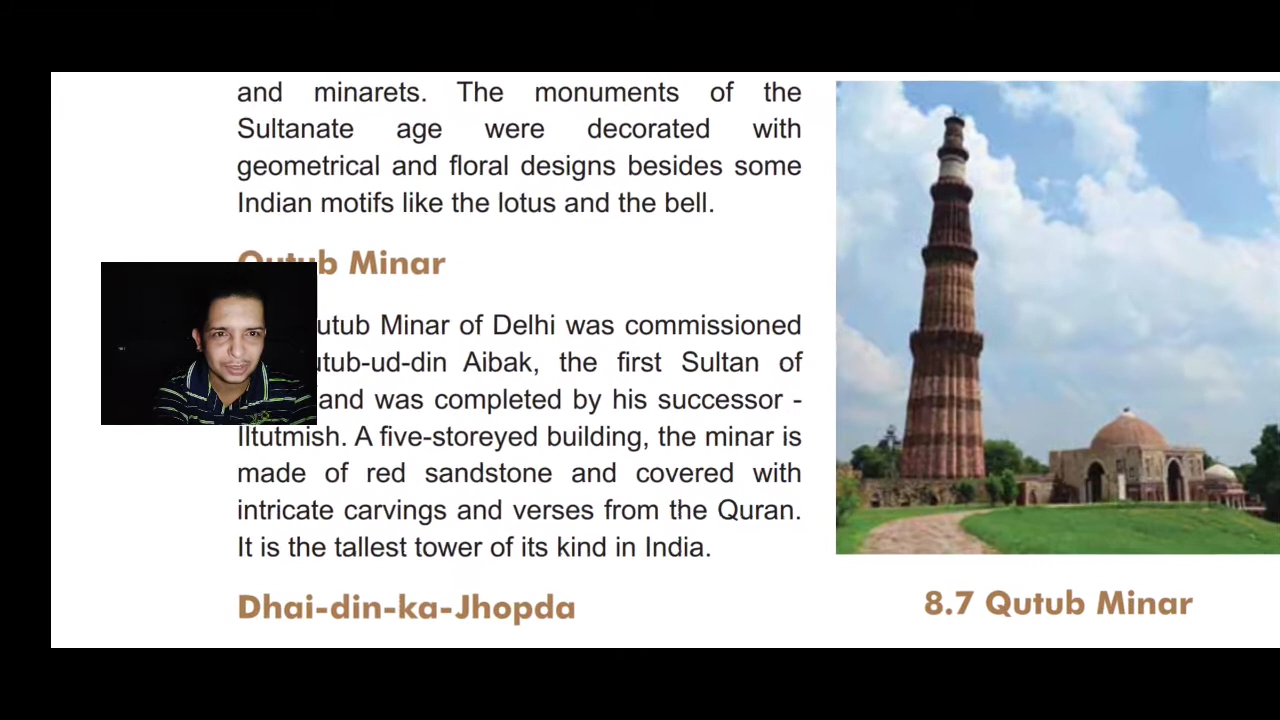 and minarets. The monuments of the
Sultanate age were decorated with
geometrical and floral designs besides some
Indian motifs like the lotus and the bell.
Qutub Minar
utub Minar of Delhi was commissioned
utub-ud-din Aibak, the first Sultan of
and was completed by his successor -
Iltutmish. A five-storeyed building, the minar is
made of red sandstone and covered with
intricate carvings and verses from the Quran.
It is the tallest tower of its kind in India.
Dhai-din-ka-Jhopda
8.7 Qutub Minar